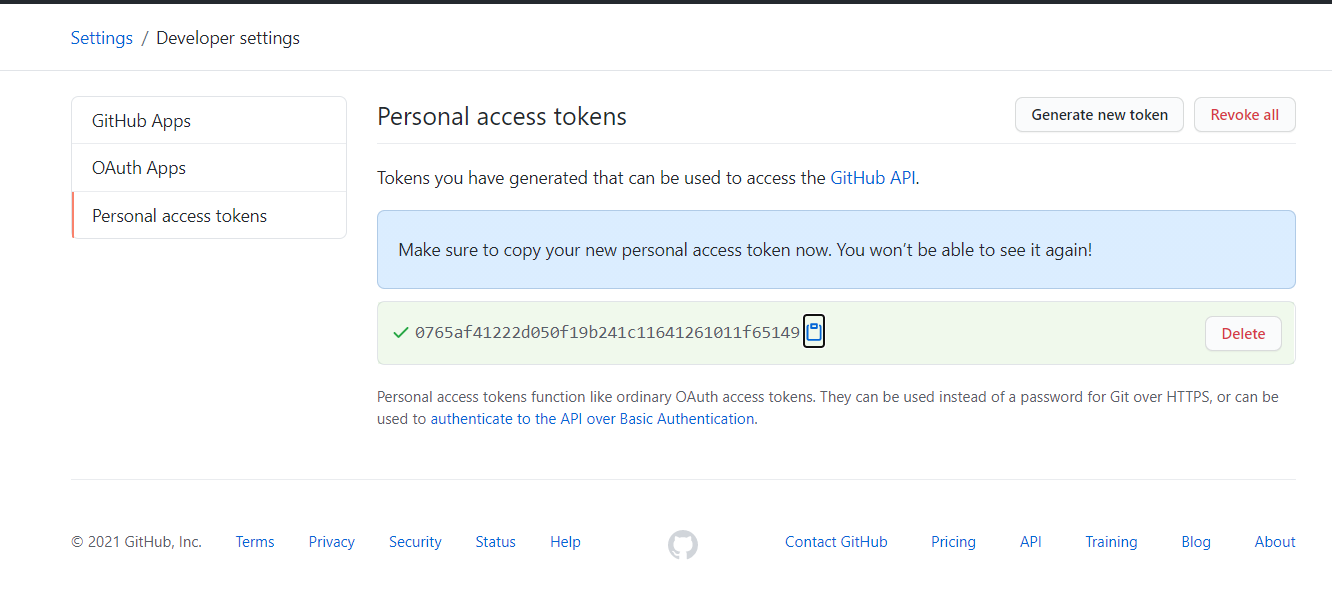 Settings / Developer settings
GitHub Apps
OAuth Apps
Personal access tokens
Personal access tokens
Generate new token
Revoke all
Tokens you have generated that can be used to access the GitHub API.
Make sure to copy your new personal access token now. You won't be able to see it again!
0765af41222d050f19b241c11641261011f65149
Delete
Personal access tokens function like ordinary OAuth access tokens. They can be used instead of a password for Git over HTTPS, or can be
used to authenticate to the API over Basic Authentication.
© 2021 GitHub, Inc. Terms Privacy Security Status Help Contact GitHub Pricing API Training Blog About